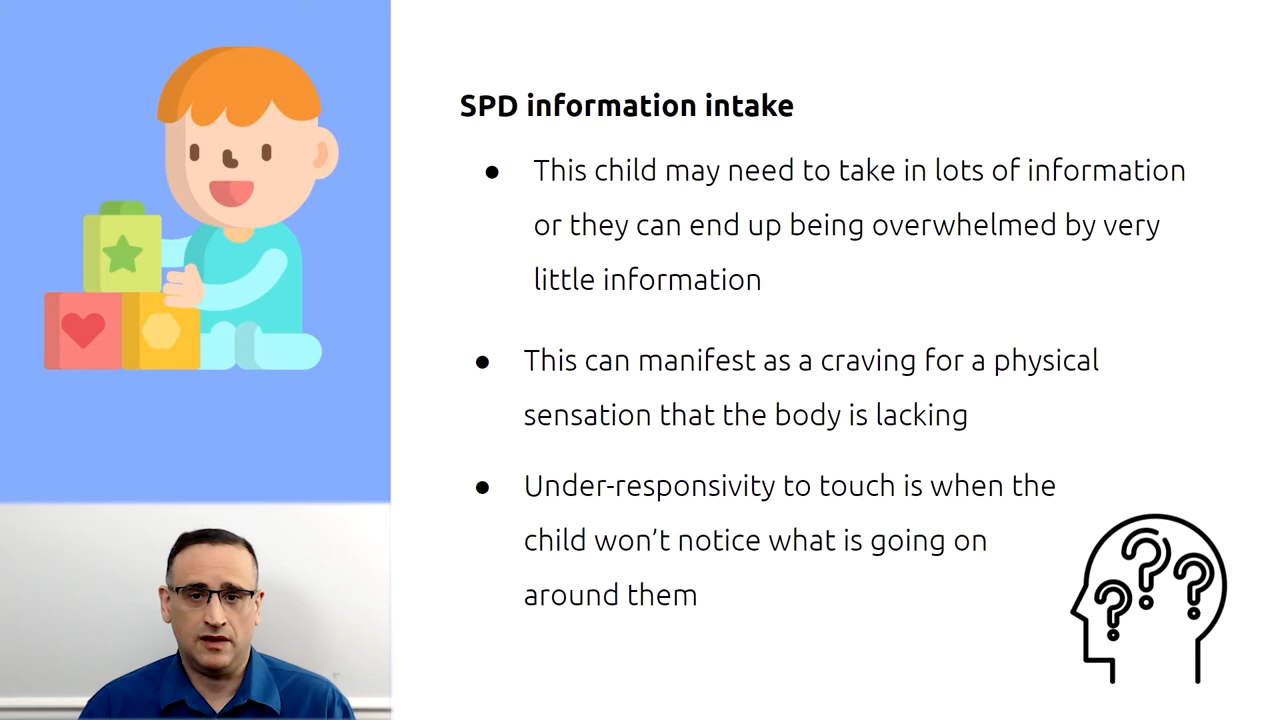 SPD information intake
● This child may need to take in lots of information
or they can end up being overwhelmed by very
little information
● This can manifest as a craving for a physical
sensation that the body is lacking
● Under-responsivity to touch is when the
child won’t notice what is going on
around them